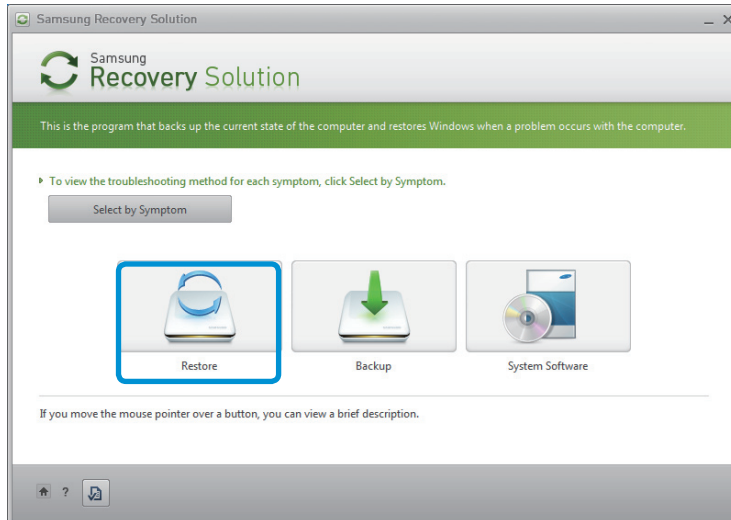 Samsung Recovery Solution
Samsung
Recovery Solution
This is the program that backs up the current state of the computer and restores Windows when a problem occurs with the computer.
To view the troubleshooting method for each symptom, click Select by Symptom.
Select by Symptom
Restore
Backup
System Software
If you move the mouse pointer over a button, you can view a brief description.
?